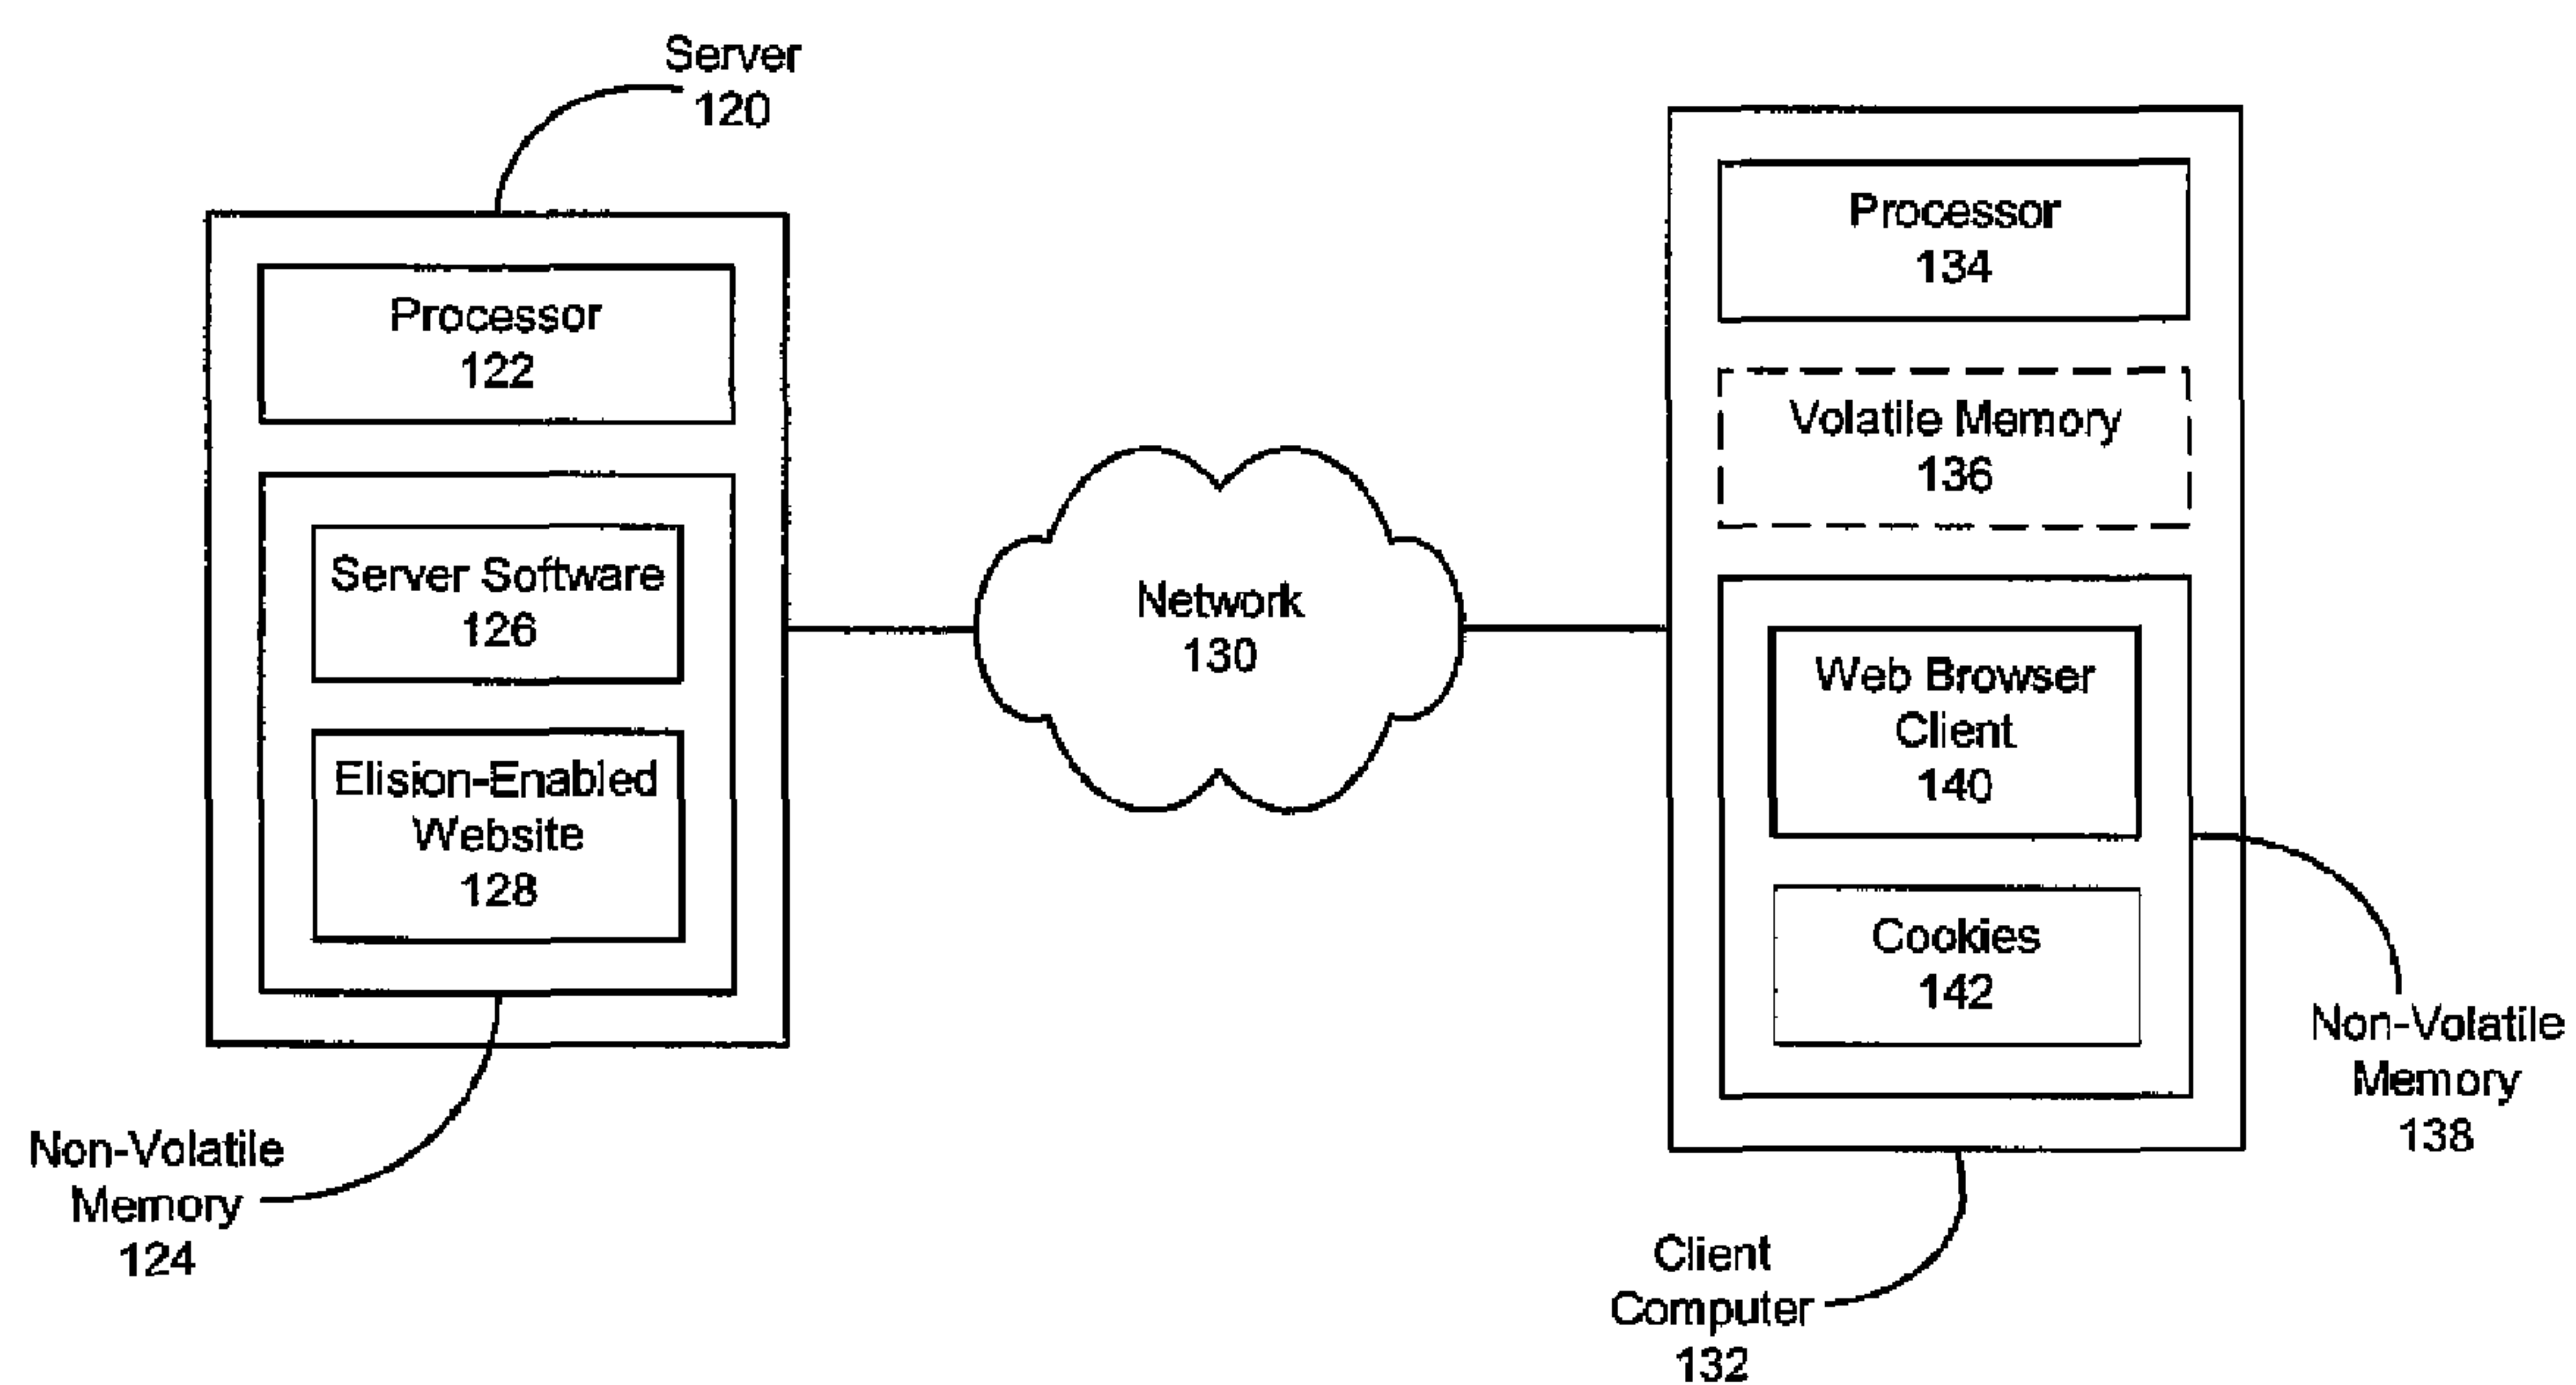 Server
120
Processor
122
Server Software
126
Elision-Enabled
Website
128
Non-Volatile
Memory
124
Network
130
Processor
134
Volatile Memory
136
Web Browser
Client
140
Cookies
142
Non-Volatile
Memory
138
Client
Computer
132